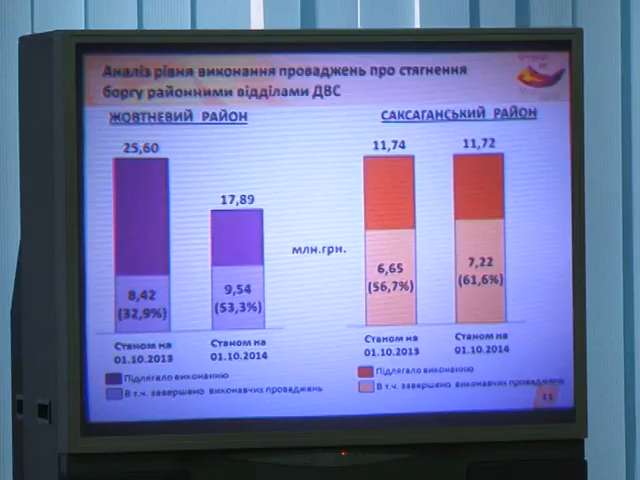 Аналіз рівня виконання проваджень про стягнення
боргу районними відділами ДВС
ЖОВТНЕВИЙ РАЙОН
САКСАГАНСЬКИЙ РАЙОН
25,60
17,89
11,74
11,72
млн.грн.
8,42
(32,9%)
9,54
(53,3%)
6,65
(56,7%)
7,22
(61,6%)
Станом на
01.10.2013
Станом на
01.10.2014
Станом на
01.10.2013
Станом на
01.10.2014
Підлягало виконанню
В т.ч. завершено виконавчих проваджень
Підлягало виконанню
В т.ч. завершено виконавчих проваджень
11